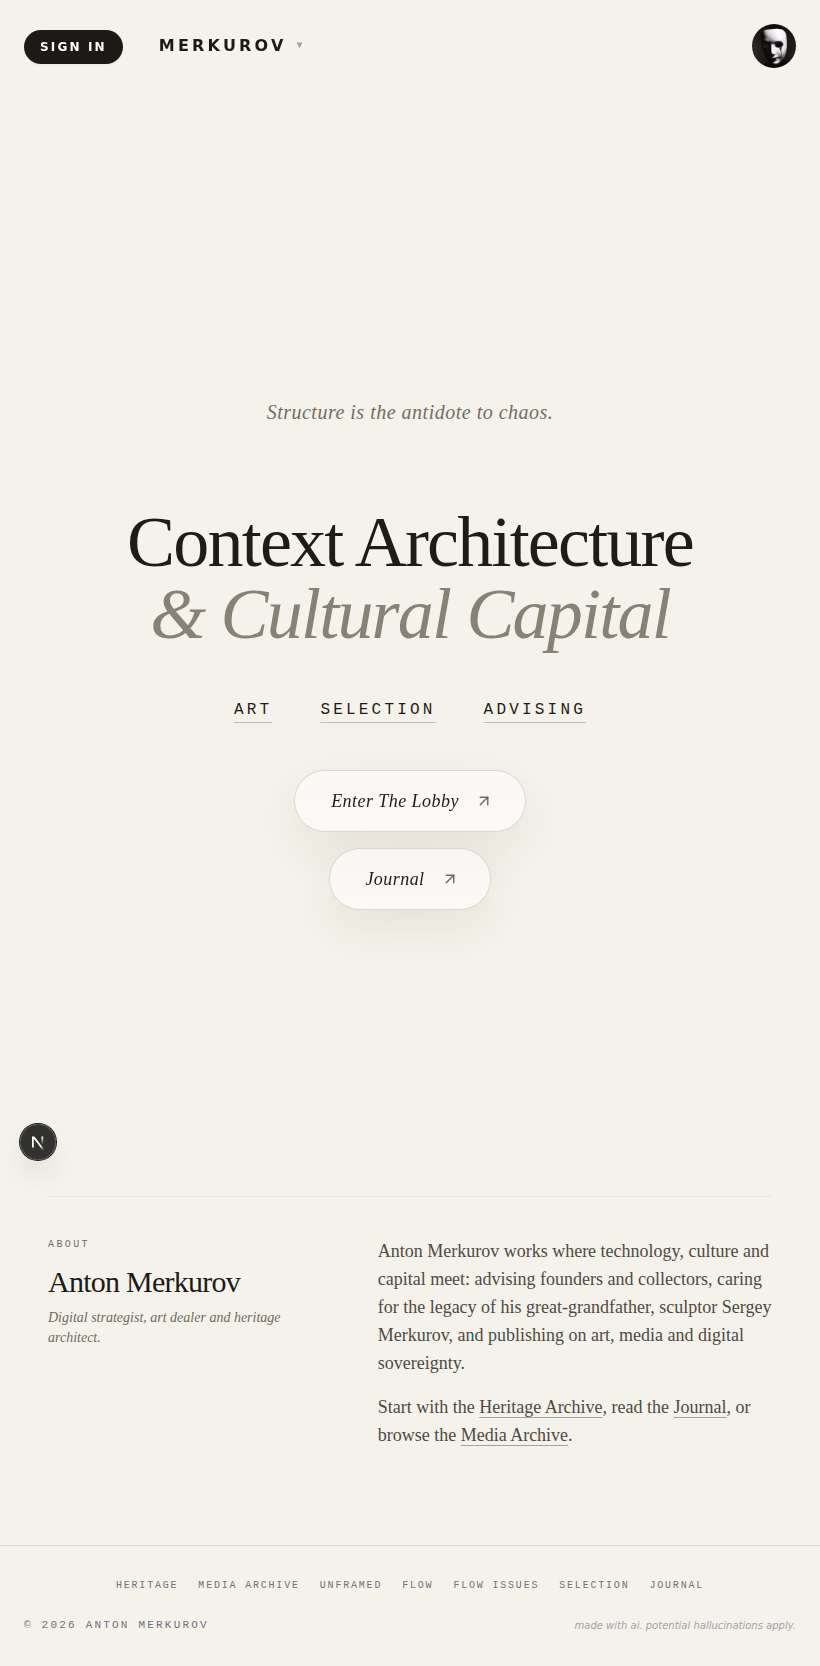 SIGN IN
MERKUROV ▾
Structure is the antidote to chaos.
Context Architecture
& Cultural Capital
ART SELECTION ADVISING
Enter The Lobby
Journal
N
ABOUT
Anton Merkurov
Digital strategist, art dealer and heritage
architect.
Anton Merkurov works where technology, culture and
capital meet: advising founders and collectors, caring
for the legacy of his great-grandfather, sculptor Sergey
Merkurov, and publishing on art, media and digital
sovereignty.
Start with the Heritage Archive, read the Journal, or
browse the Media Archive.
HERITAGE MEDIA ARCHIVE UNFRAMED FLOW FLOW ISSUES SELECTION JOURNAL
© 2026 ANTON MERKUROV
made with ai. potential hallucinations apply.